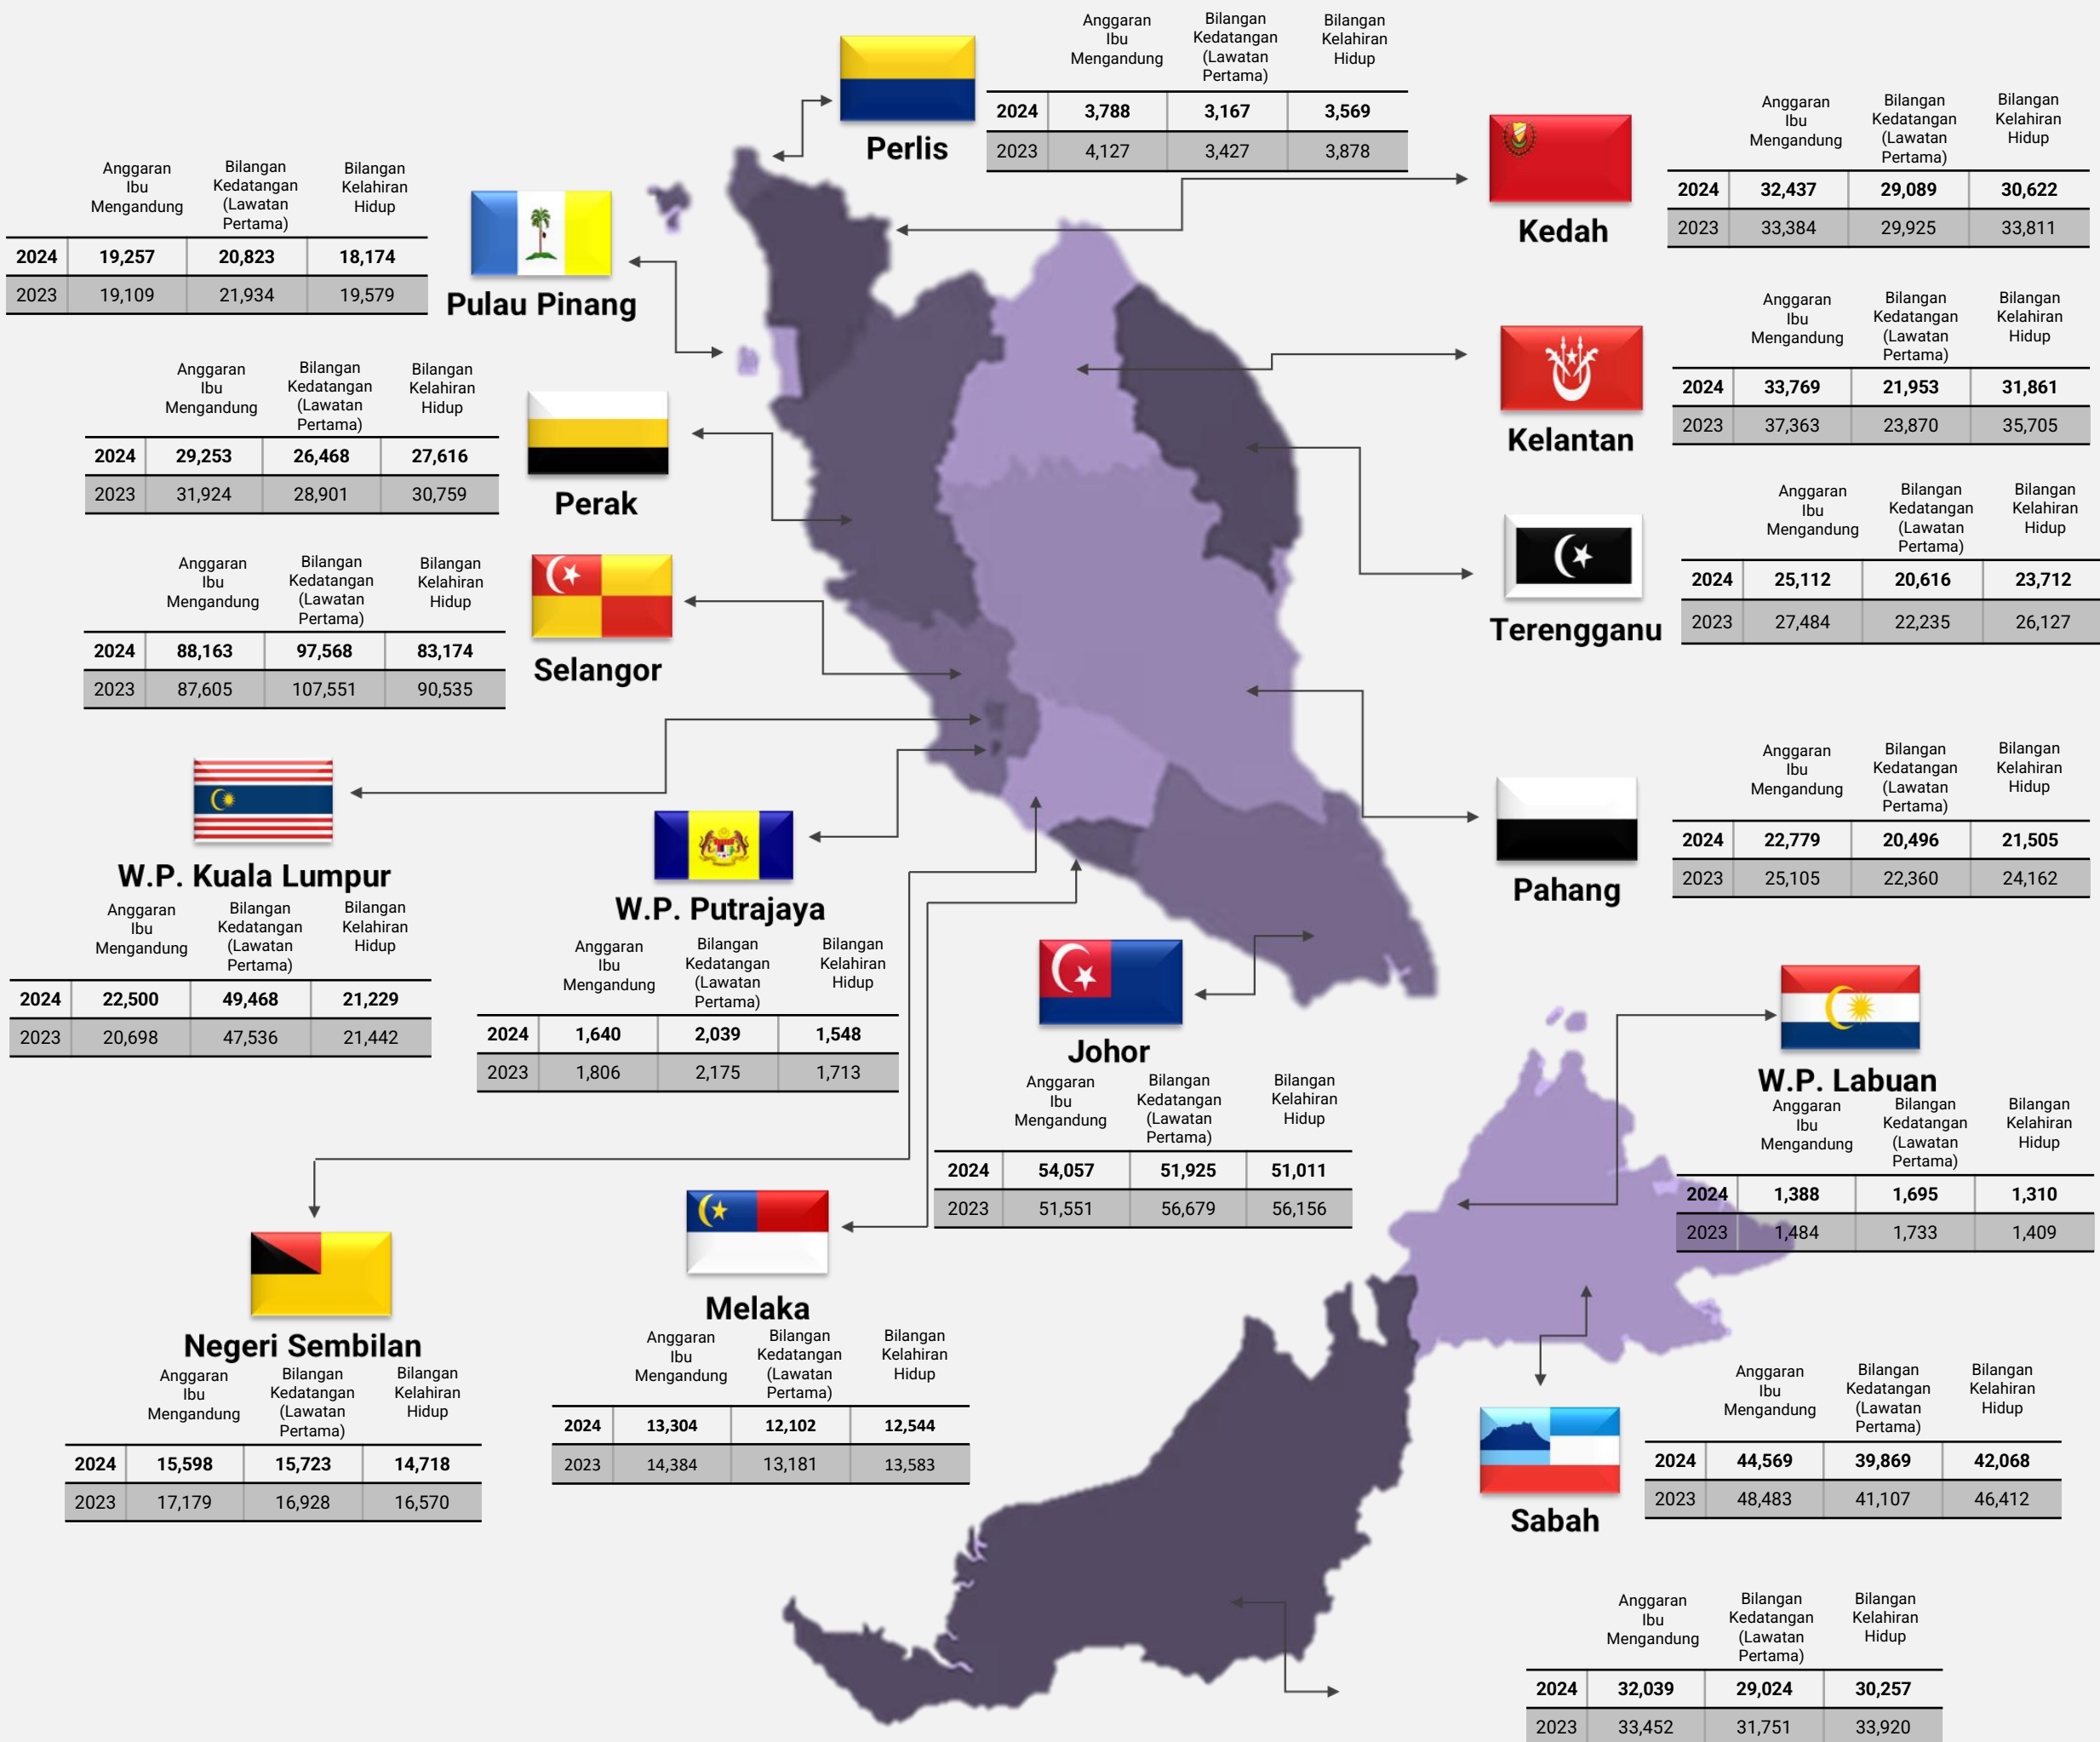 Anggaran
Ibu
Mengandung
Bilangan
Kedatangan
(Lawatan
Pertama)
Bilangan
Kelahiran
Hidup
2024 3,788 3,167 3,569
2023 4,127 3,427 3,878
Perlis
Anggaran
Ibu
Mengandung
Bilangan
Kedatangan
(Lawatan
Pertama)
Bilangan
Kelahiran
Hidup
2024 32,437 29,089 30,622
2023 33,384 29,925 33,811
Kedah
Anggaran
Ibu
Mengandung
Bilangan
Kedatangan
(Lawatan
Pertama)
Bilangan
Kelahiran
Hidup
2024 19,257 20,823 18,174
2023 19,109 21,934 19,579
Pulau Pinang
Anggaran
Ibu
Mengandung
Bilangan
Kedatangan
(Lawatan
Pertama)
Bilangan
Kelahiran
Hidup
2024 33,769 21,953 31,861
2023 37,363 23,870 35,705
Kelantan
Anggaran
Ibu
Mengandung
Bilangan
Kedatangan
(Lawatan
Pertama)
Bilangan
Kelahiran
Hidup
2024 29,253 26,468 27,616
2023 31,924 28,901 30,759
Perak
Anggaran
Ibu
Mengandung
Bilangan
Kedatangan
(Lawatan
Pertama)
Bilangan
Kelahiran
Hidup
2024 25,112 20,616 23,712
2023 27,484 22,235 26,127
Terengganu
Anggaran
Ibu
Mengandung
Bilangan
Kedatangan
(Lawatan
Pertama)
Bilangan
Kelahiran
Hidup
2024 88,163 97,568 83,174
2023 87,605 107,551 90,535
Selangor
Anggaran
Ibu
Mengandung
Bilangan
Kedatangan
(Lawatan
Pertama)
Bilangan
Kelahiran
Hidup
2024 22,779 20,496 21,505
2023 25,105 22,360 24,162
Pahang
W.P. Kuala Lumpur
Anggaran
Ibu
Mengandung
Bilangan
Kedatangan
(Lawatan
Pertama)
Bilangan
Kelahiran
Hidup
2024 22,500 49,468 21,229
2023 20,698 47,536 21,442
W.P. Putrajaya
Anggaran
Ibu
Mengandung
Bilangan
Kedatangan
(Lawatan
Pertama)
Bilangan
Kelahiran
Hidup
2024 1,640 2,039 1,548
2023 1,806 2,175 1,713
Johor
Anggaran
Ibu
Mengandung
Bilangan
Kedatangan
(Lawatan
Pertama)
Bilangan
Kelahiran
Hidup
2024 54,057 51,925 51,011
2023 51,551 56,679 56,156
W.P. Labuan
Anggaran
Ibu
Mengandung
Bilangan
Kedatangan
(Lawatan
Pertama)
Bilangan
Kelahiran
Hidup
2024 1,388 1,695 1,310
2023 1,484 1,733 1,409
Negeri Sembilan
Anggaran
Ibu
Mengandung
Bilangan
Kedatangan
(Lawatan
Pertama)
Bilangan
Kelahiran
Hidup
2024 15,598 15,723 14,718
2023 17,179 16,928 16,570
Melaka
Anggaran
Ibu
Mengandung
Bilangan
Kedatangan
(Lawatan
Pertama)
Bilangan
Kelahiran
Hidup
2024 13,304 12,102 12,544
2023 14,384 13,181 13,583
Anggaran
Ibu
Mengandung
Bilangan
Kedatangan
(Lawatan
Pertama)
Bilangan
Kelahiran
Hidup
2024 44,569 39,869 42,068
2023 48,483 41,107 46,412
Sabah
Anggaran
Ibu
Mengandung
Bilangan
Kedatangan
(Lawatan
Pertama)
Bilangan
Kelahiran
Hidup
2024 32,039 29,024 30,257
2023 33,452 31,751 33,920